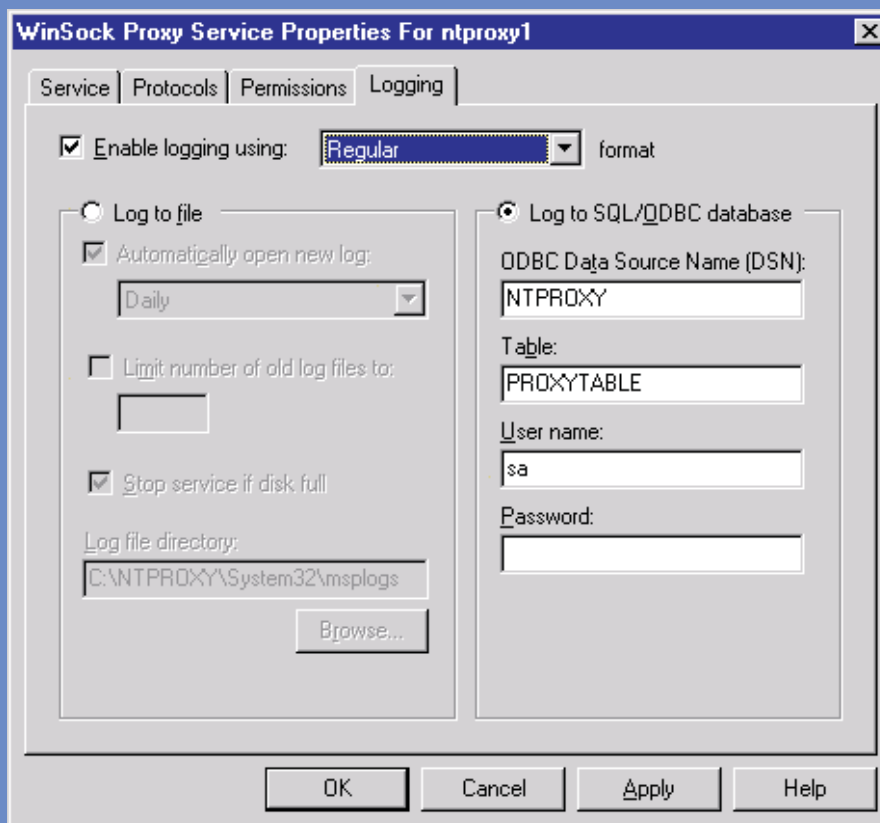 WinSock Proxy Service Properties For ntproxy1
Service Protocols Permissions Logging
Enable logging using: Regular format
Log to file
Automatically open new log:
Daily
Limit number of old log files to:
Stop service if disk full
Log file directory:
C:\NTPROXY\System32\msplogs
Browse...
Log to SQL/ODBC database
ODBC Data Source Name (DSN):
NTPROXY
Table:
PROXYTABLE
User name:
sa
Password:
OK Cancel Apply Help